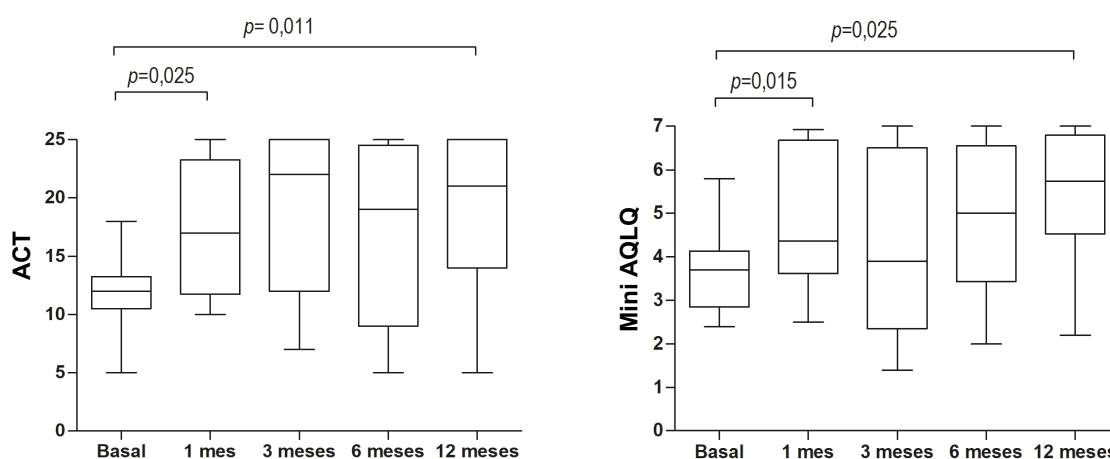 p= 0,011
p=0,025
25
20
15
10
5
0
ACT
Basal 1 mes 3 meses 6 meses 12 meses
p=0,025
p=0,015
7
6
5
4
3
2
1
0
Mini AQLQ
Basal 1 mes 3 meses 6 meses 12 meses